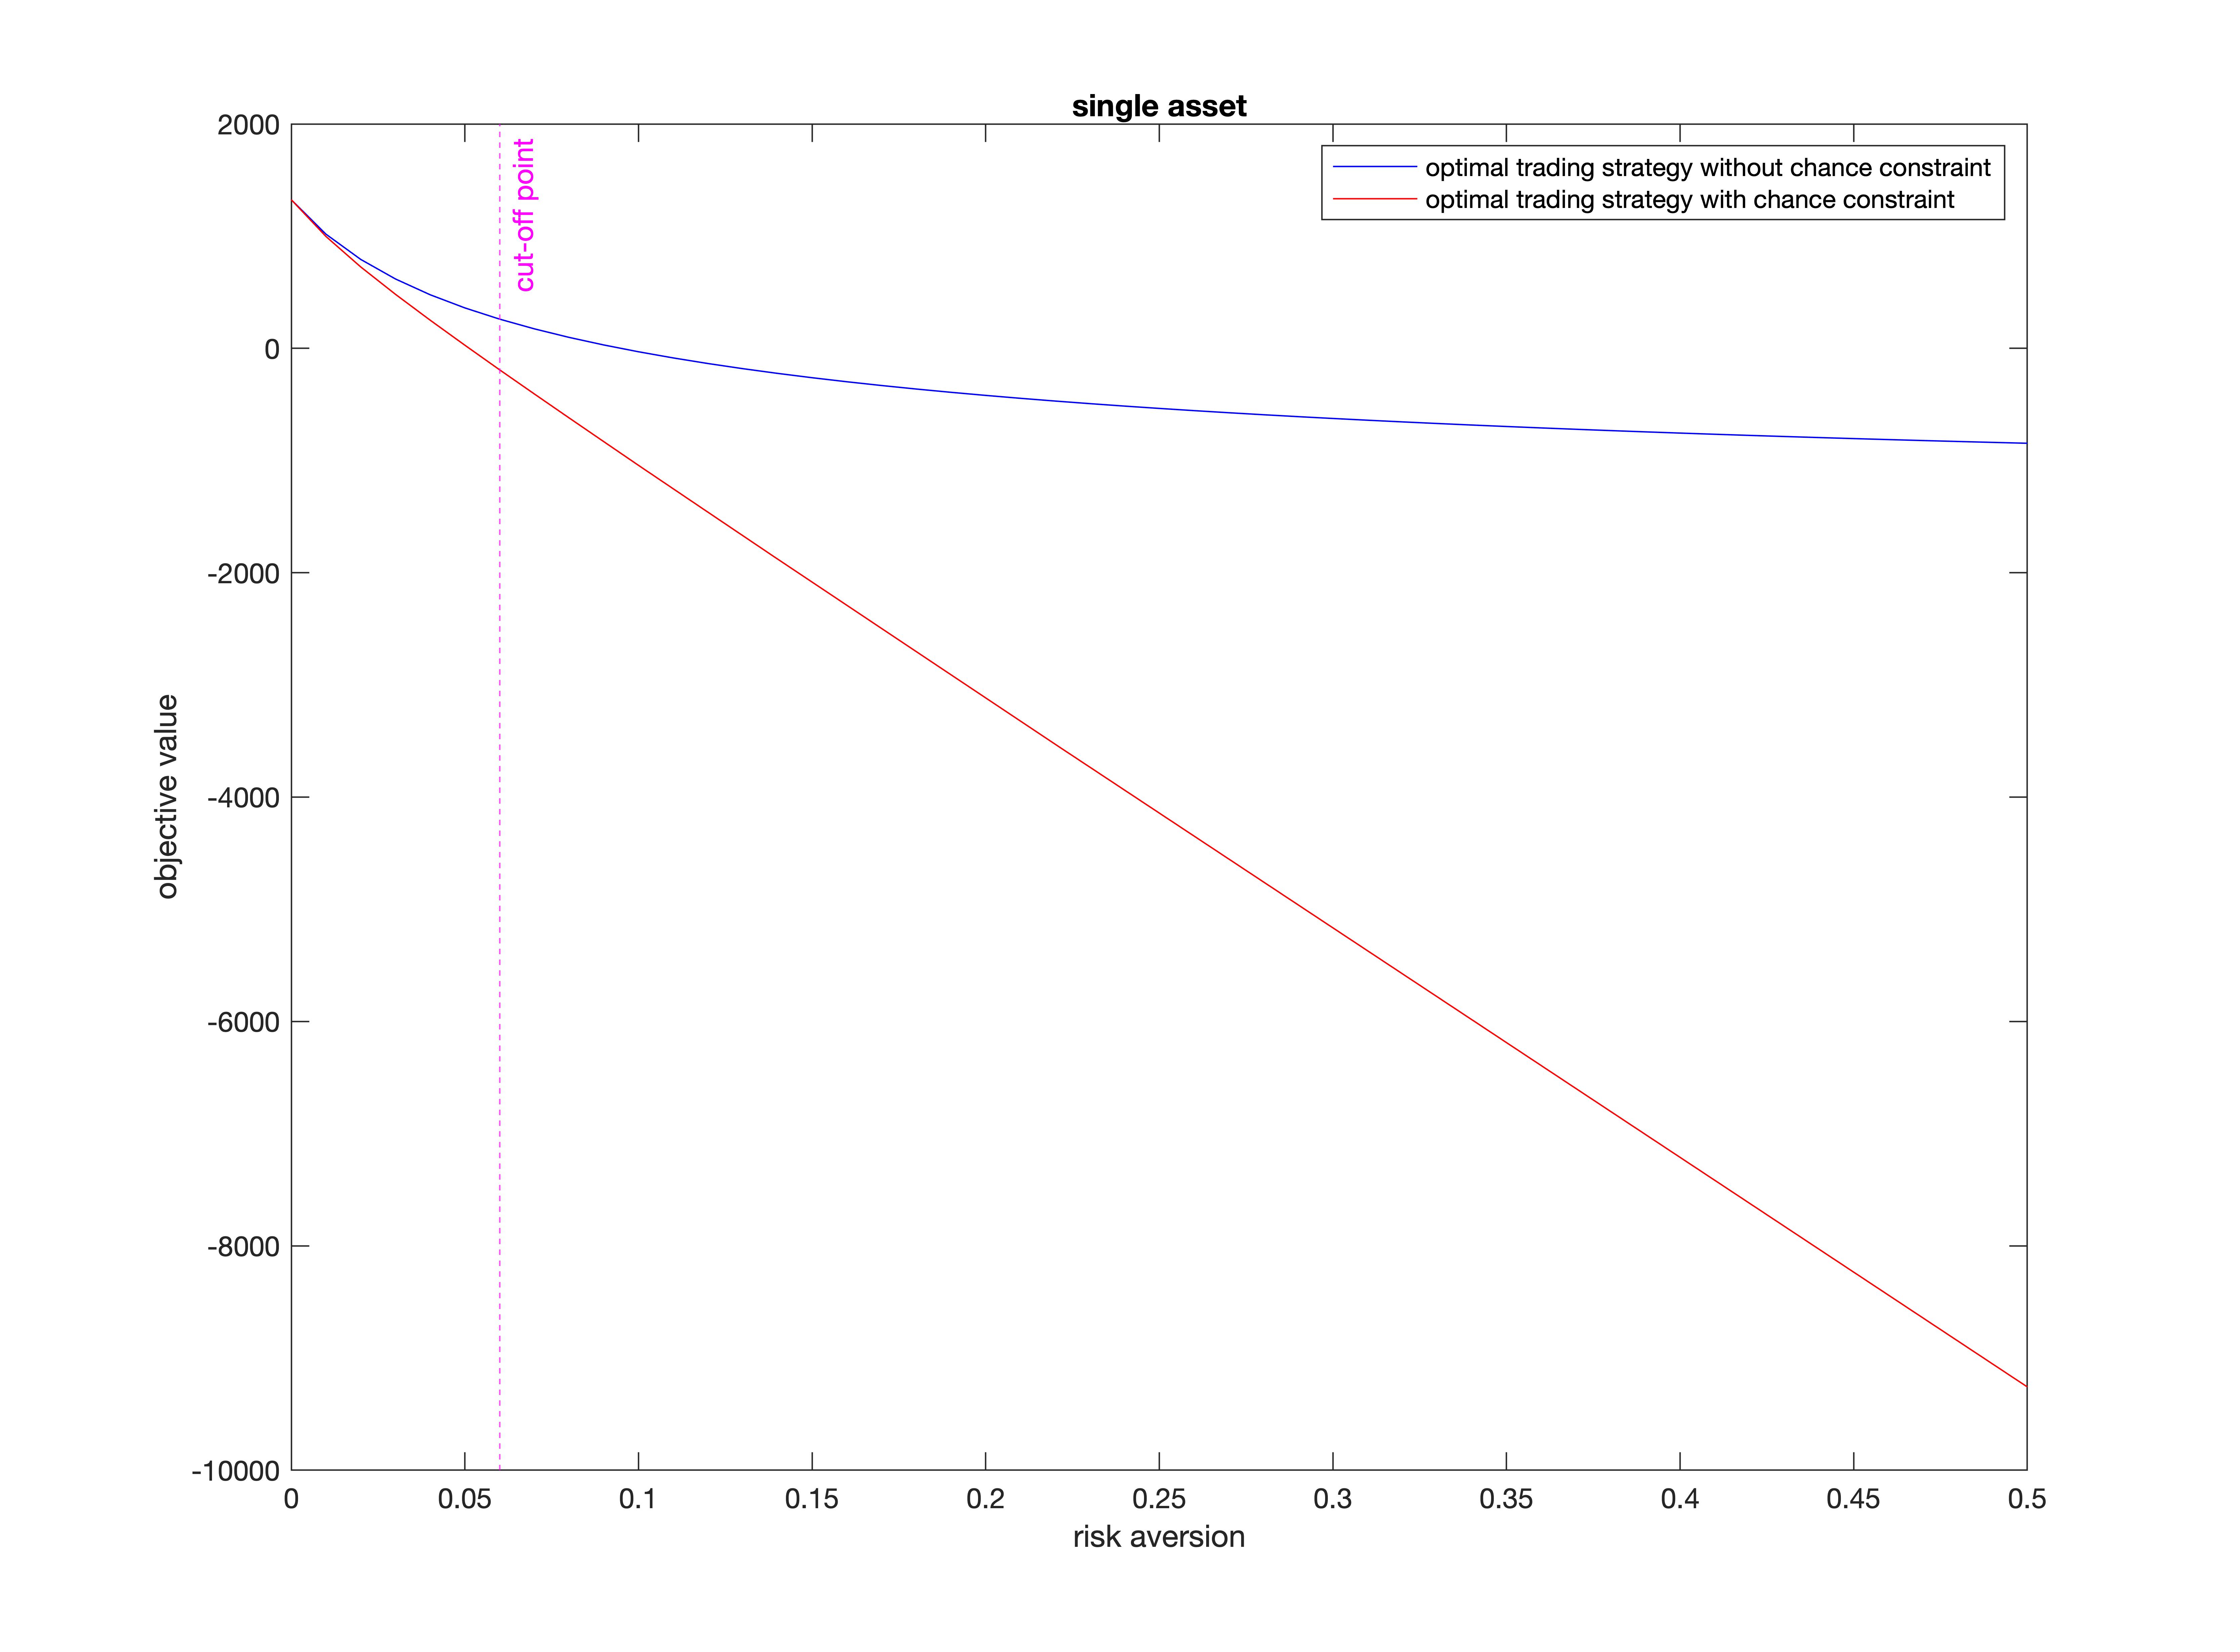 single asset
optimal trading strategy without chance constraint
optimal trading strategy with chance constraint
cut-off point
objective value
2000
0
-2000
-4000
-6000
-8000
-10000
0 0.05 0.1 0.15 0.2 0.25 0.3 0.35 0.4 0.45 0.5
risk aversion